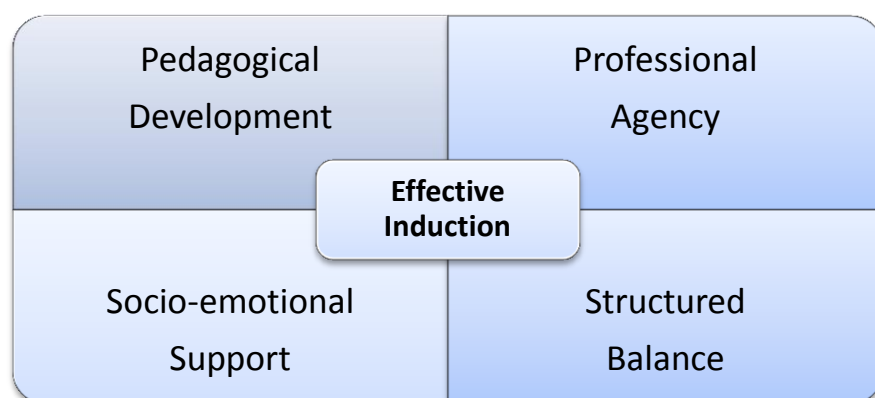 Pedagogical
Development
Professional
Agency
Effective
Induction
Socio-emotional
Support
Structured
Balance